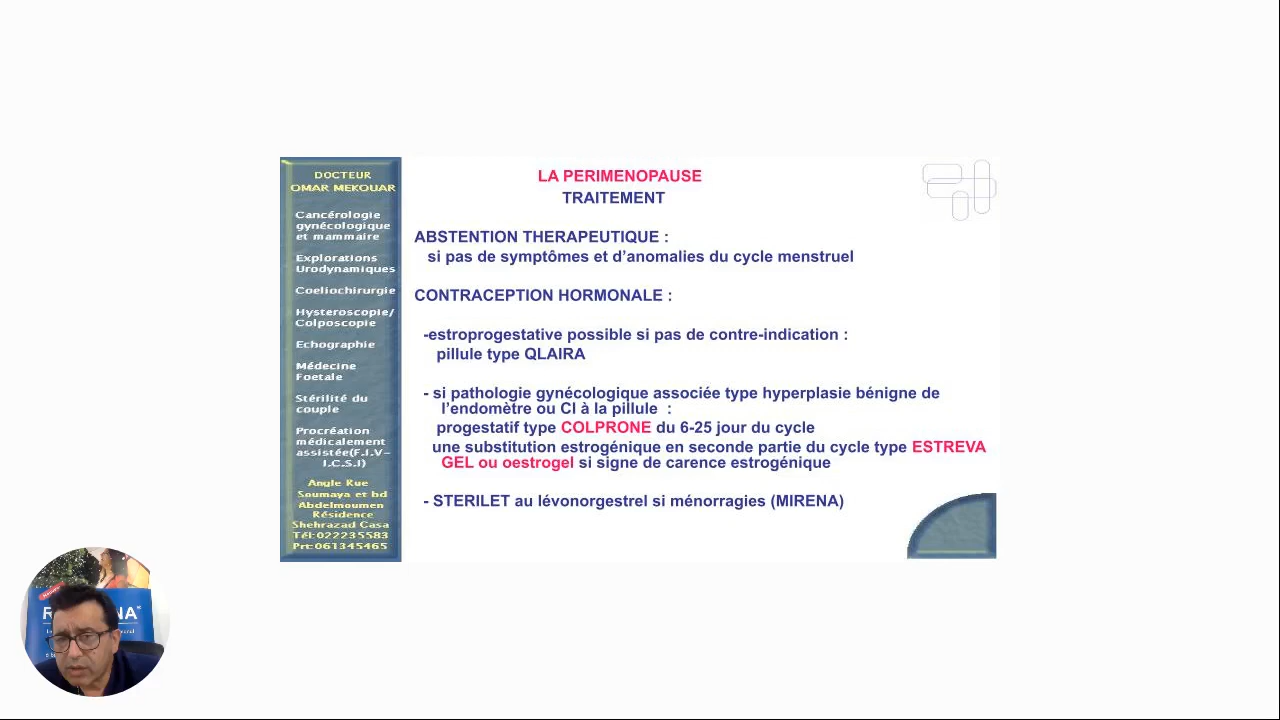 DOCTEUR
OMAR MEKOUAR
Cancérologie
gynécologique
et mammaire
Explorations
Urodynamiques
Coeliochirurgie
Hysteroscopie/
Colposcopie
Echographie
Médecine
Foetale
Stérilité du
couple
Procréation
médicalement
assistée(F.I.V-
I.C.S.I)
Angle Rue
Soumaya et bd
Abdelmoumen
Résidence
Shehrazad Casa
Tél:022235583
Prt:061345465
LA PERIMENOPAUSE
TRAITEMENT
ABSTENTION THERAPEUTIQUE :
si pas de symptômes et d’anomalies du cycle menstruel
CONTRACEPTION HORMONALE :
-estroprogestative possible si pas de contre-indication :
pillule type QLAIRA
- si pathologie gynécologique associée type hyperplasie bénigne de
l’endomètre ou CI à la pillule :
progestatif type COLPRONE du 6-25 jour du cycle
une substitution estrogénique en seconde partie du cycle type ESTREVA
GEL ou oestrogel si signe de carence estrogénique
- STERILET au lévonorgestrel si ménorragies (MIRENA)